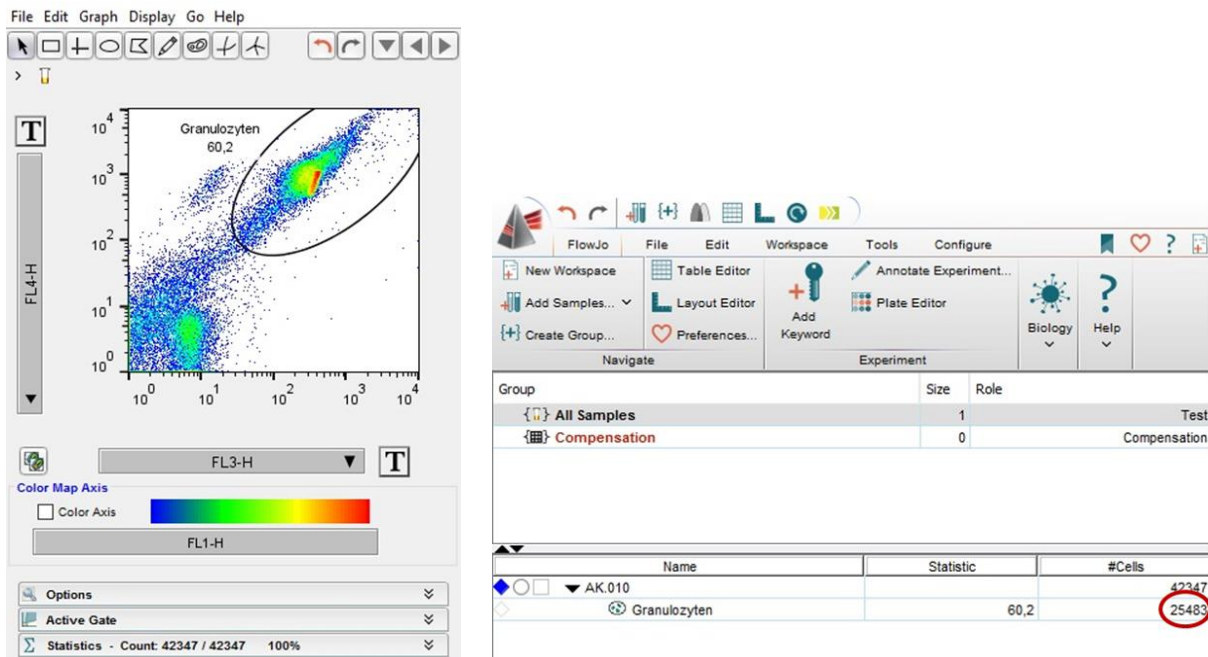 File Edit Graph Display Go Help
T
Granulozyten
60,2
10^4
10^3
10^2
10^1
10^0
FL4-H
10^0 10^1 10^2 10^3 10^4
FL3-H
T
Color Map Axis
Color Axis
FL1-H
Options
Active Gate
Statistics - Count: 42347 / 42347 100%
FlowJo File Edit Workspace Tools Configure
New Workspace Table Editor Annotate Experiment...
Add Samples... Layout Editor Add Keyword Plate Editor
Create Group... Preferences... Biology Help
Navigate Experiment
Group Size Role
All Samples 1 Test
Compensation 0 Compensation
Name Statistic #Cells
AK.010 42347
Granulozyten 60,2 25483